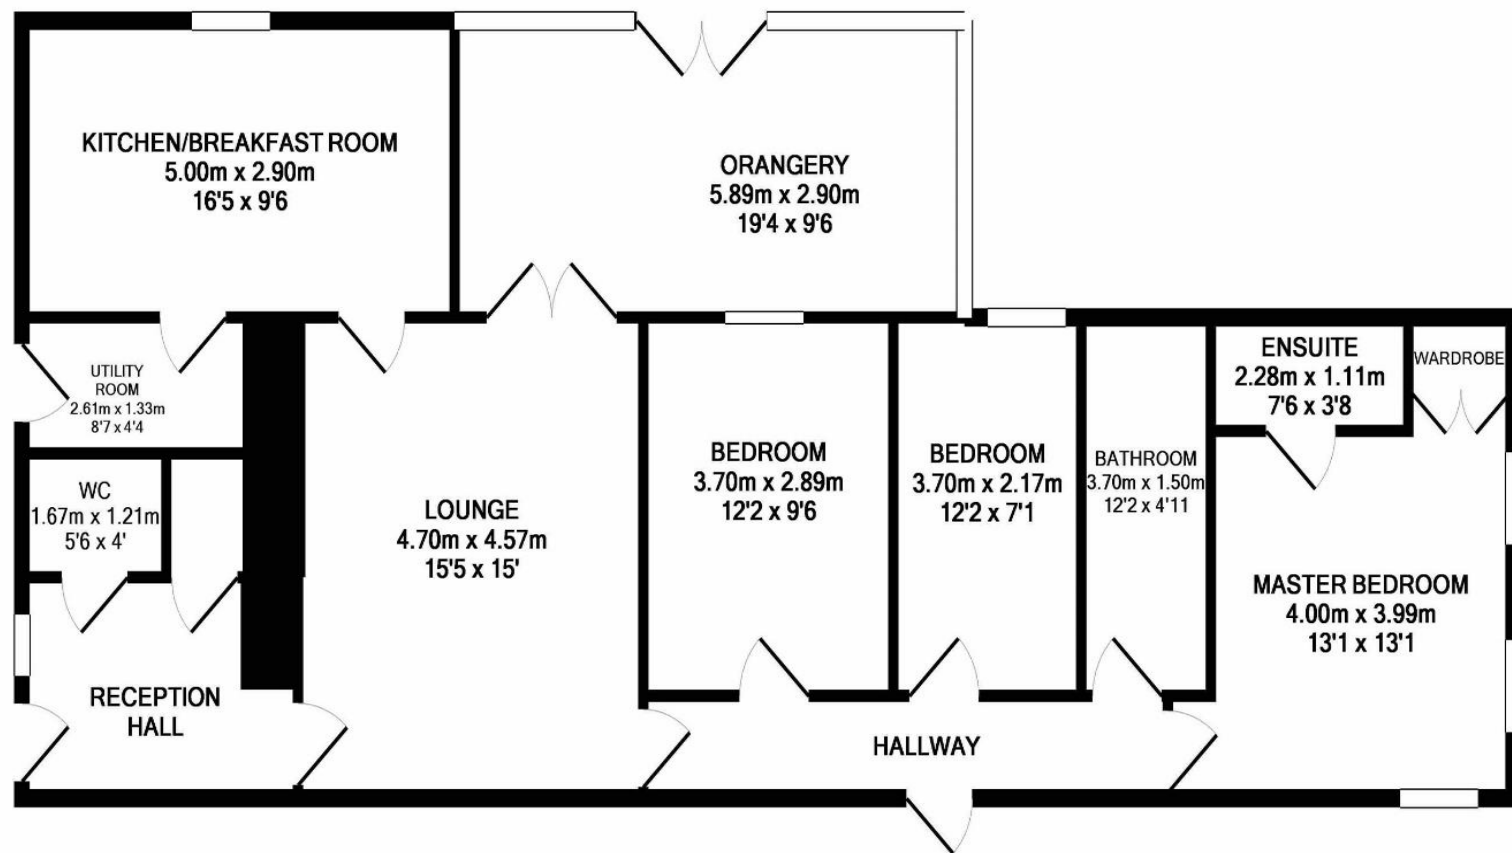 KITCHEN/BREAKFAST ROOM
5.00m x 2.90m
16'5 x 9'6
ORANGERY
5.89m x 2.90m
19'4 x 9'6
UTILITY
ROOM
2.61m x 1.33m
8'7 x 4'4
WC
1.67m x 1.21m
5'6 x 4'
RECEPTION
HALL
LOUNGE
4.70m x 4.57m
15'5 x 15'
BEDROOM
3.70m x 2.89m
12'2 x 9'6
BEDROOM
3.70m x 2.17m
12'2 x 7'1
BATHROOM
3.70m x 1.50m
12'2 x 4'11
ENSUITE
2.28m x 1.11m
7'6 x 3'8
WARDROBE
MASTER BEDROOM
4.00m x 3.99m
13'1 x 13'1
HALLWAY